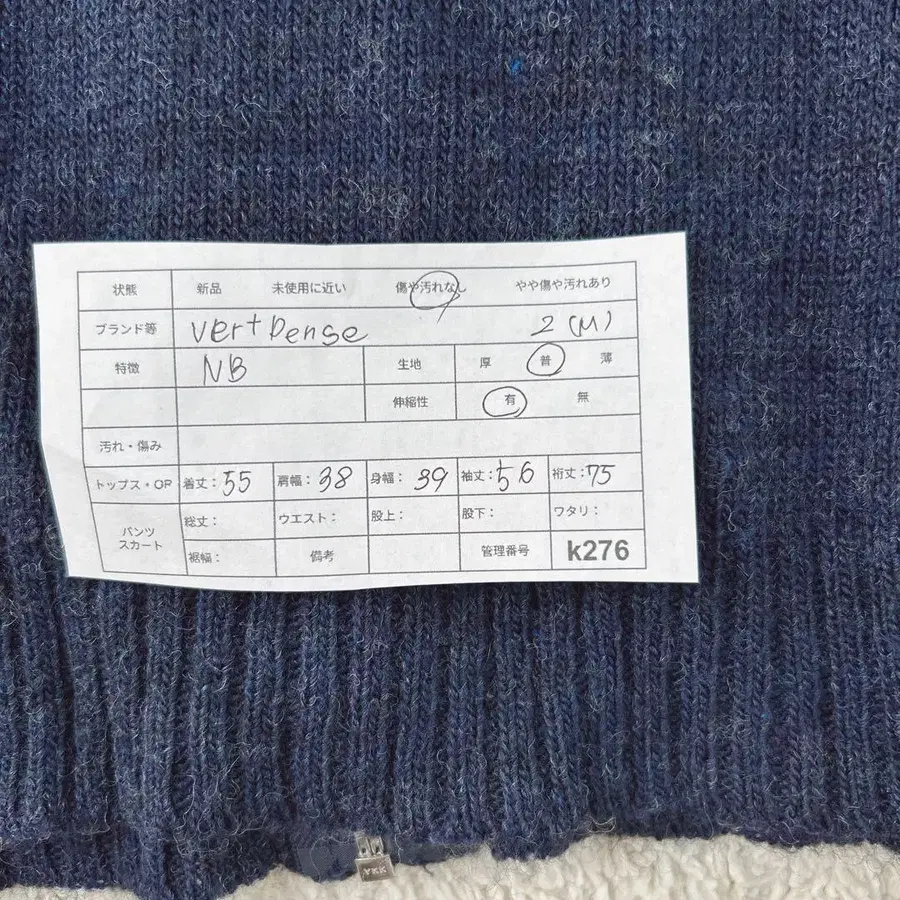 状態 新品 未使用に近い 傷や汚れなし やや傷や汚れあり
ブランド等 vert Dense 2 (M)
特徴 NB 生地 厚 普 薄
伸縮性 有 無
汚れ・傷み
トップス・OP 着丈：55 肩幅：38 身幅：39 袖丈：56 裄丈：75
パンツ スカート 総丈： ウエスト： 股上： 股下： ワタリ：
裾幅： 備考 管理番号 k276
YKK